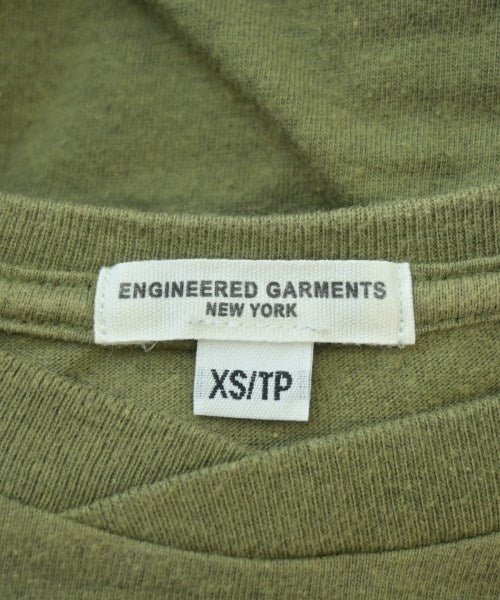 ENGINEERED GARMENTS
NEW YORK
XS/TP